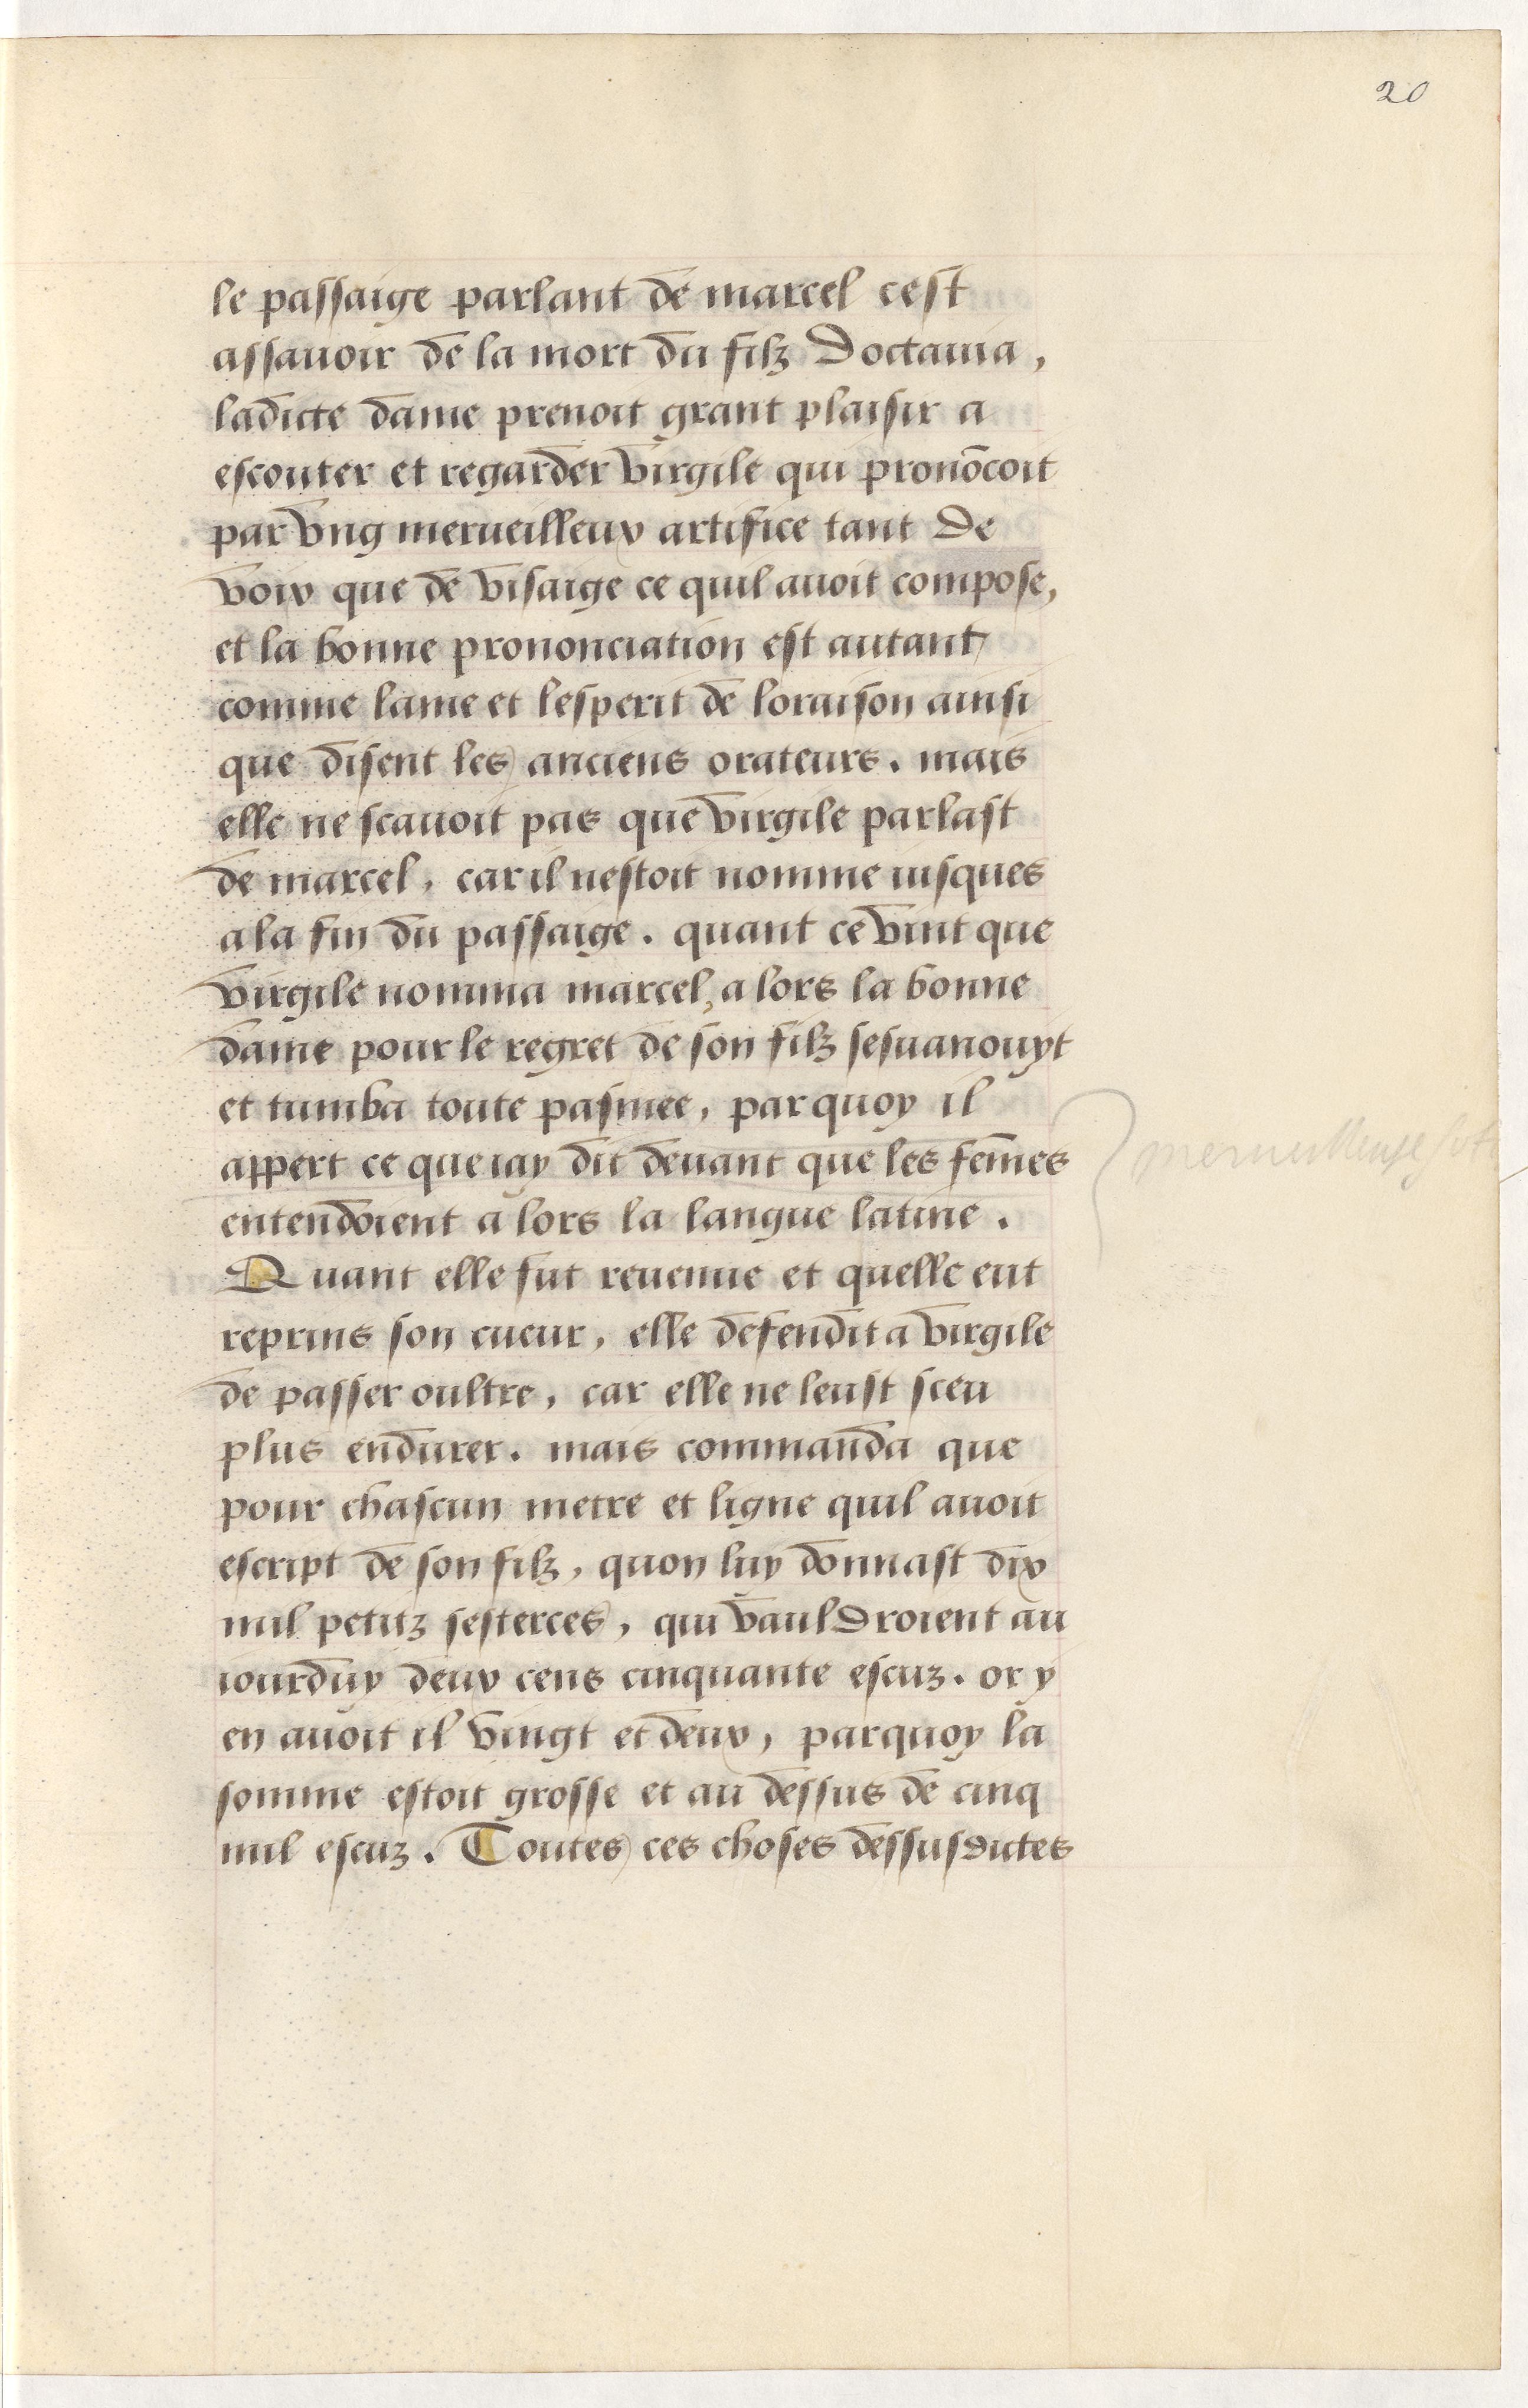 20
le passaige parlant de marcel cest
assauoir de la mort du filz Doctauia,
ladicte dame prenoit grant plaisir a
escouter et regarder virgile qui pronōcoit
par vng merueilleux artifice tant de
voix que de visaige ce quil auoit compose,
et la bonne prononciation est autant
comme lame et lesperit de loraison ainsi
que disent les anciens orateurs. mais
elle ne scauoit pas que virgile parlast
de marcel, car il nestoit nomme iusques
a la fin du passaige. quant ce vint que
virgile nomma marcel, a lors la bonne
dame pour le regret de son filz sesuanouyt
et tumba toute pasmee, par quoy il
appert ce que iay dit deuant que les fem̄es
entendoient a lors la langue latine.
Quant elle fut reuenue et quelle eut
reprins son cueur, elle defendit a virgile
de passer oultre, car elle ne leust sceu
plus endurer. mais commanda que
pour chascun metre et ligne quil auoit
escript de son filz, quon luy donnast dix
mil petitz sesterces, qui vauldroient au
iourduy deux cens cinquante escuz. or y
en auoit il vingt et deux, parquoy la
somme estoit grosse et au dessus de cinq
mil escuz. Toutes ces choses dessusdictes